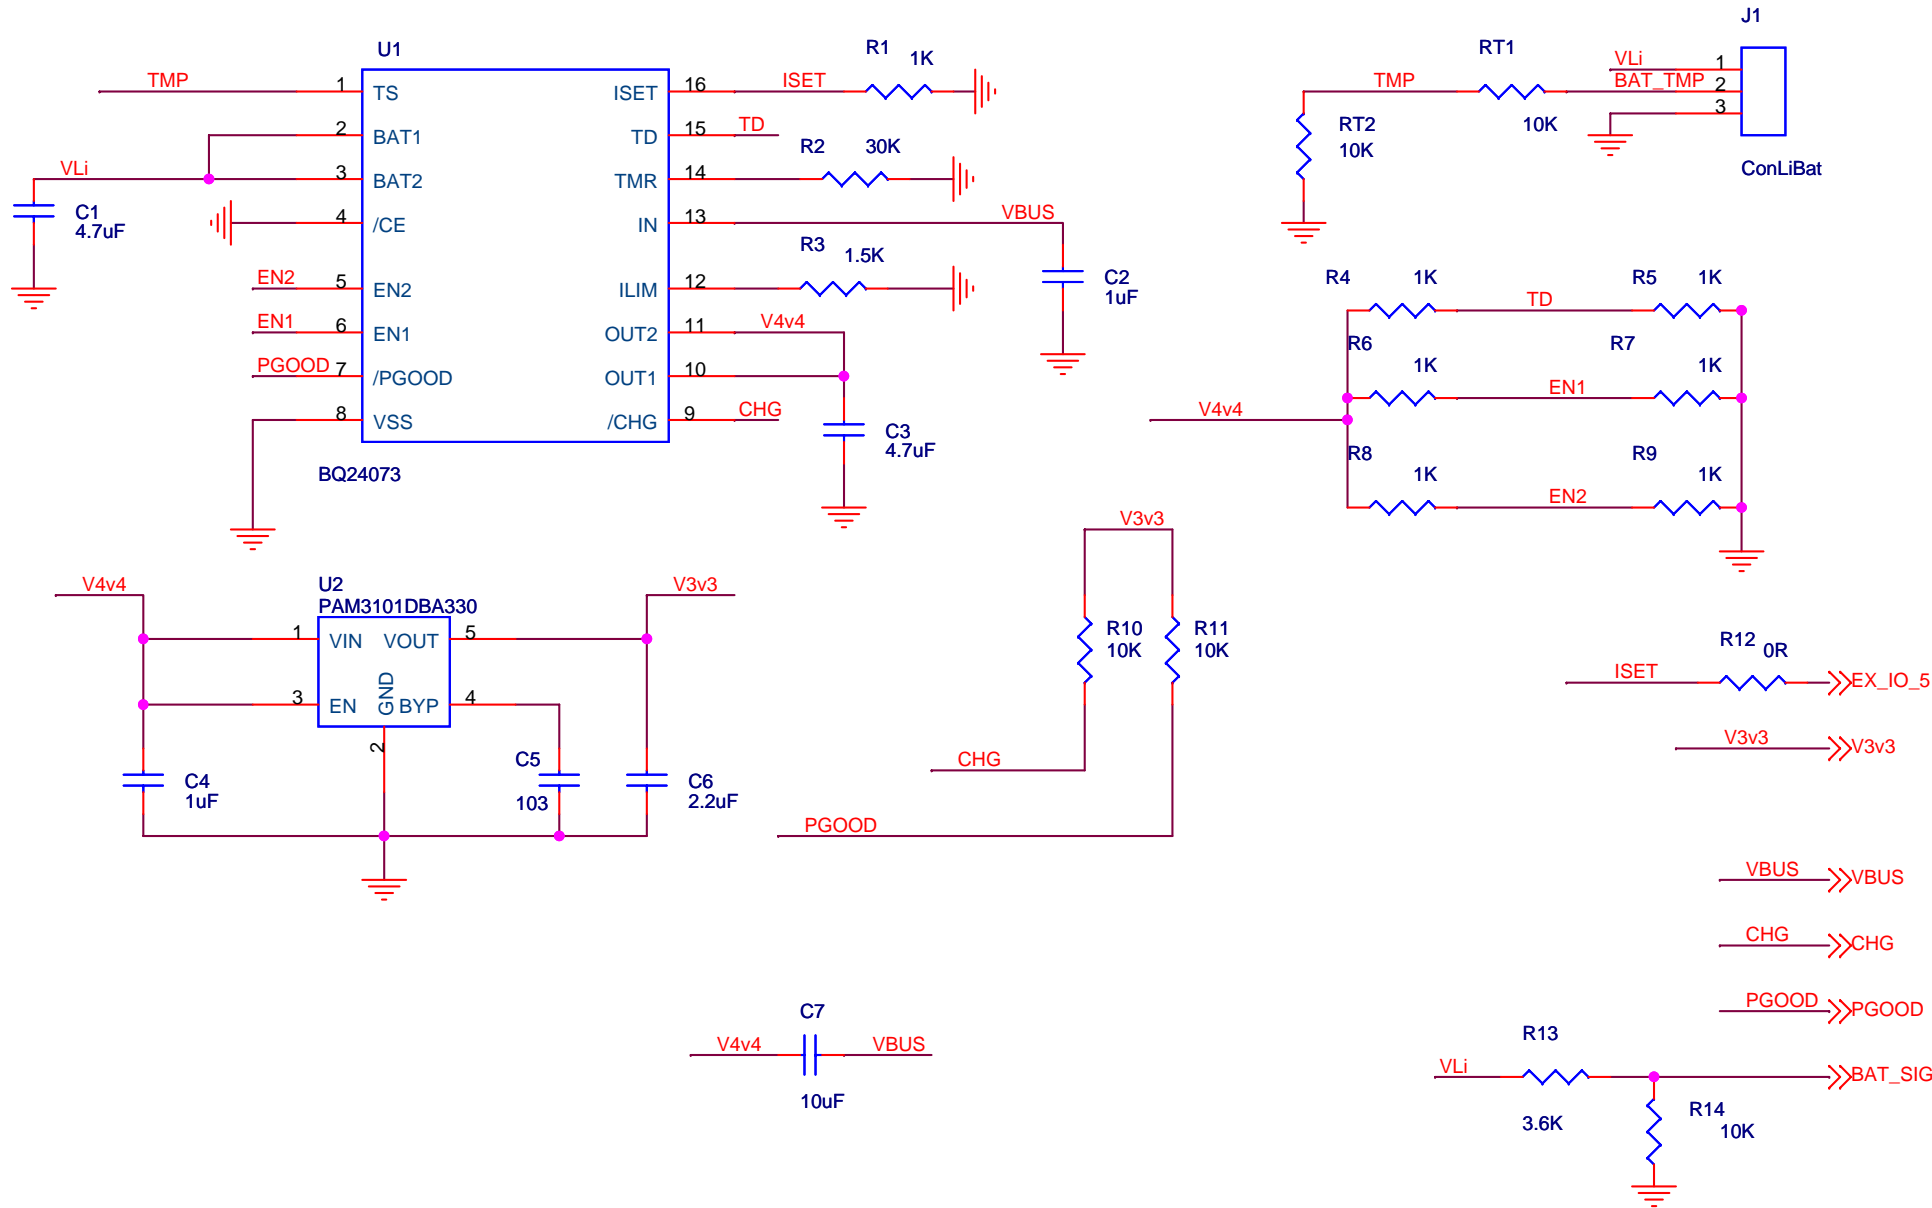 U1
TMP 1 TS
2 BAT1
VLi 3 BAT2
C1
4.7uF
4 /CE
EN2 5 EN2
EN1 6 EN1
PGOOD 7 /PGOOD
8 VSS
BQ24073
ISET 16 ISET
R1 1K
TD 15 TD
R2 30K
TMR 14
IN 13 VBUS
R3 1.5K
ILIM 12
C2
1uF
OUT2 11 V4v4
OUT1 10
/CHG 9 CHG
C3
4.7uF
J1
RT1
10K
TMP
VLi 1
BAT_TMP 2
3
RT2
10K
ConLiBat
R4 1K TD R5 1K
R6 1K EN1 R7 1K
V4v4
R8 1K EN2 R9 1K
V4v4
U2
PAM3101DBA330
V3v3
1 VIN VOUT 5
3 EN GND BYP 4
2
C4
1uF
C5
103
C6
2.2uF
V3v3
R10
10K
R11
10K
CHG
PGOOD
R12 0R
ISET EX_IO_5
V3v3 V3v3
VBUS VBUS
CHG CHG
PGOOD PGOOD
C7
V4v4 VBUS
10uF
R13
VLi BAT_SIG
3.6K
R14
10K